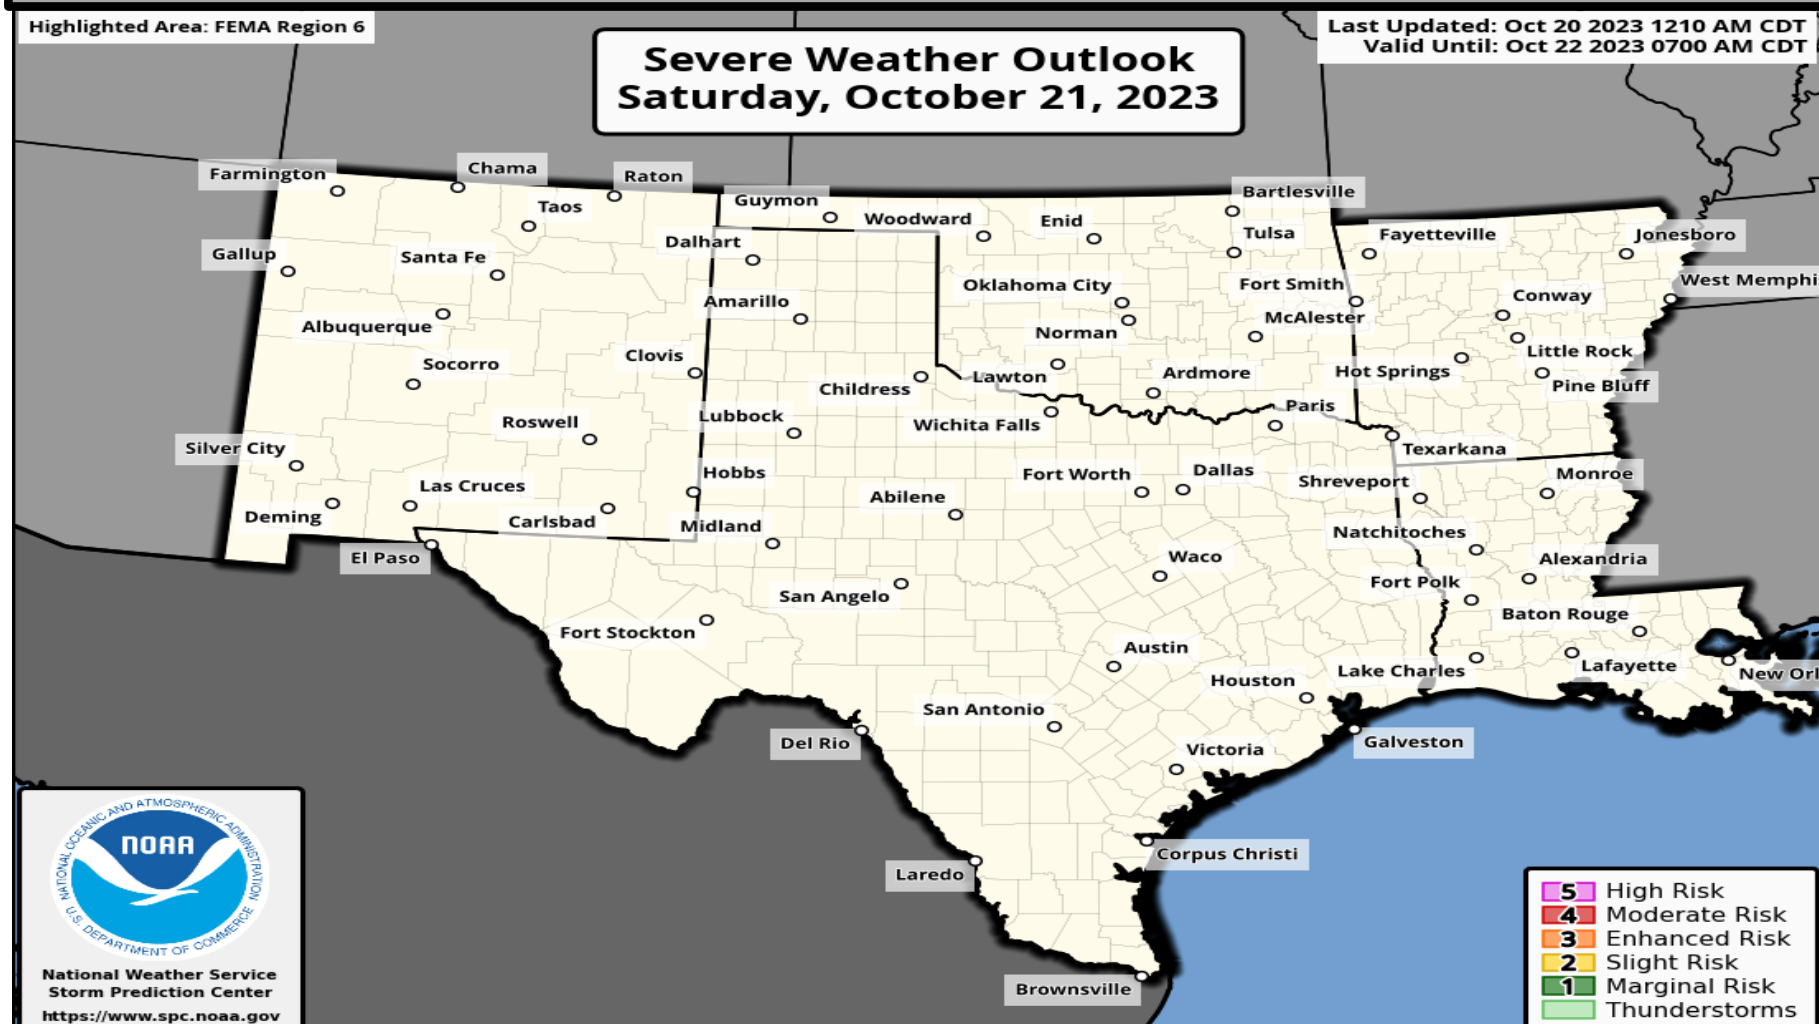 Highlighted Area: FEMA Region 6
Severe Weather Outlook
Saturday, October 21, 2023
Last Updated: Oct 20 2023 1210 AM CDT
Valid Until: Oct 22 2023 0700 AM CDT
Farmington
Chama
Raton
Taos
Guymon
Woodward
Enid
Bartlesville
Tulsa
Fayetteville
Jonesboro
Gallup
Santa Fe
Dalhart
Oklahoma City
Fort Smith
Conway
West Memphi
Albuquerque
Amarillo
Norman
McAlester
Little Rock
Socorro
Clovis
Childress
Lawton
Ardmore
Hot Springs
Pine Bluff
Roswell
Lubbock
Wichita Falls
Paris
Texarkana
Silver City
Las Cruces
Hobbs
Abilene
Fort Worth
Dallas
Shreveport
Monroe
Deming
Carlsbad
Midland
Natchitoches
El Paso
Waco
Alexandria
San Angelo
Fort Polk
Fort Stockton
Baton Rouge
Austin
Houston
Lake Charles
Lafayette
New Orl
San Antonio
Del Rio
Victoria
Galveston
Laredo
Corpus Christi
Brownsville
NATIONAL OCEANIC AND ATMOSPHERIC ADMINISTRATION
NOAA
U.S. DEPARTMENT OF COMMERCE
National Weather Service
Storm Prediction Center
https://www.spc.noaa.gov
5 High Risk
4 Moderate Risk
3 Enhanced Risk
2 Slight Risk
1 Marginal Risk
Thunderstorms